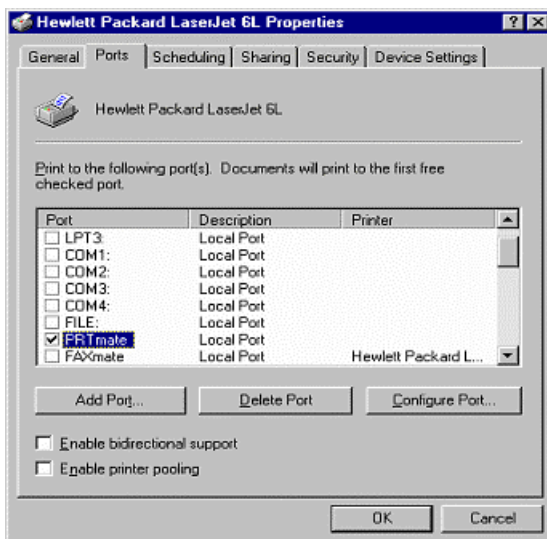 Hewlett Packard LaserJet 6L Properties
General Ports Scheduling Sharing Security Device Settings
Hewlett Packard LaserJet 6L
Print to the following port(s). Documents will print to the first free
checked port.
Port Description Printer
LPT3: Local Port
COM1: Local Port
COM2: Local Port
COM3: Local Port
COM4: Local Port
FILE: Local Port
PRTmate Local Port
FAXmate Local Port Hewlett Packard L...
Add Port... Delete Port Configure Port...
Enable bidirectional support
Enable printer pooling
OK Cancel